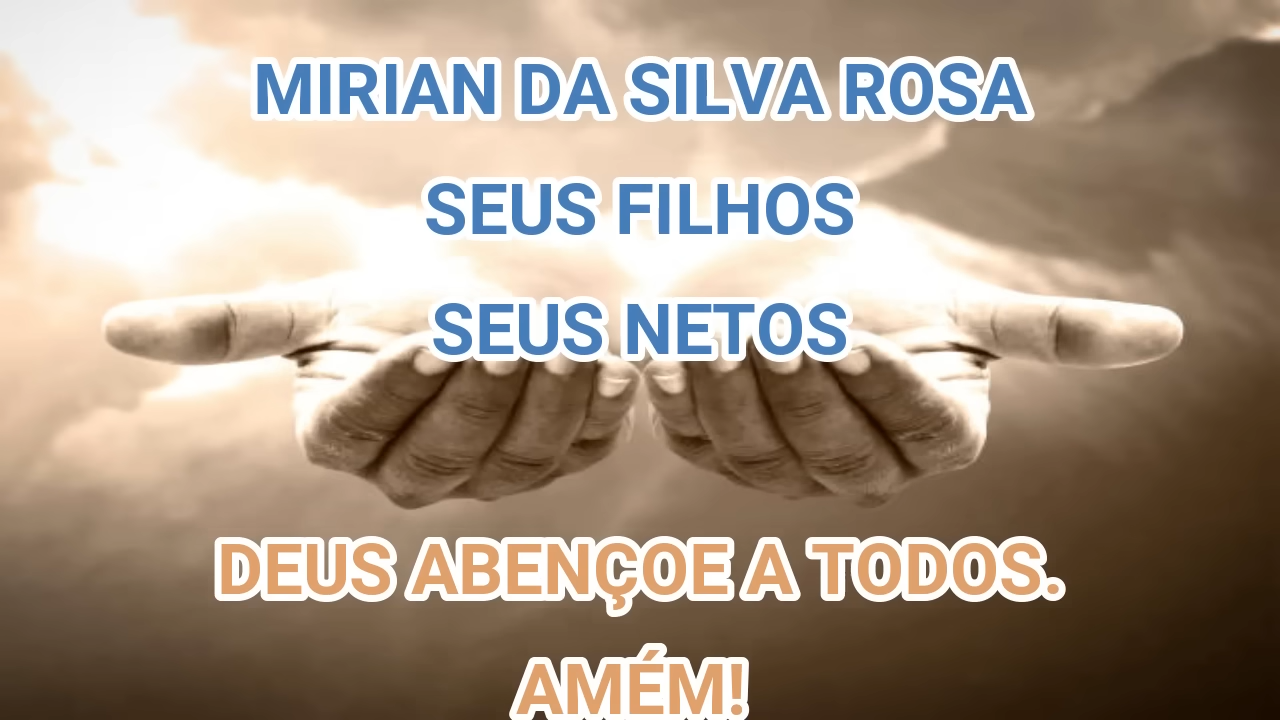 MIRIAN DA SILVA ROSA
SEUS FILHOS
SEUS NETOS
DEUS ABENÇOE A TODOS.
AMÉM!